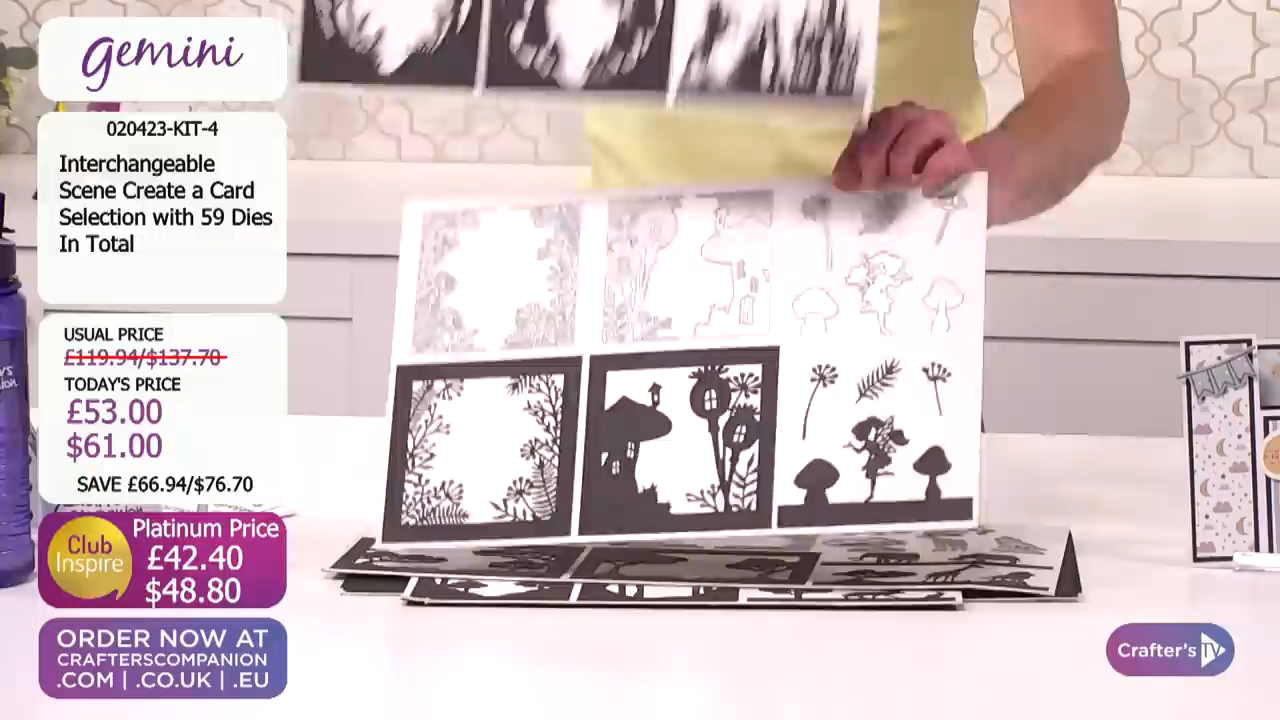 gemini
020423-KIT-4
Interchangeable
Scene Create a Card
Selection with 59 Dies
In Total
USUAL PRICE
£119.94/$137.70
TODAY'S PRICE
£53.00
$61.00
SAVE £66.94/$76.70
Club
Inspire
Platinum Price
£42.40
$48.80
ORDER NOW AT
CRAFTERSCOMPANION
.COM | .CO.UK | .EU
Crafter's TV